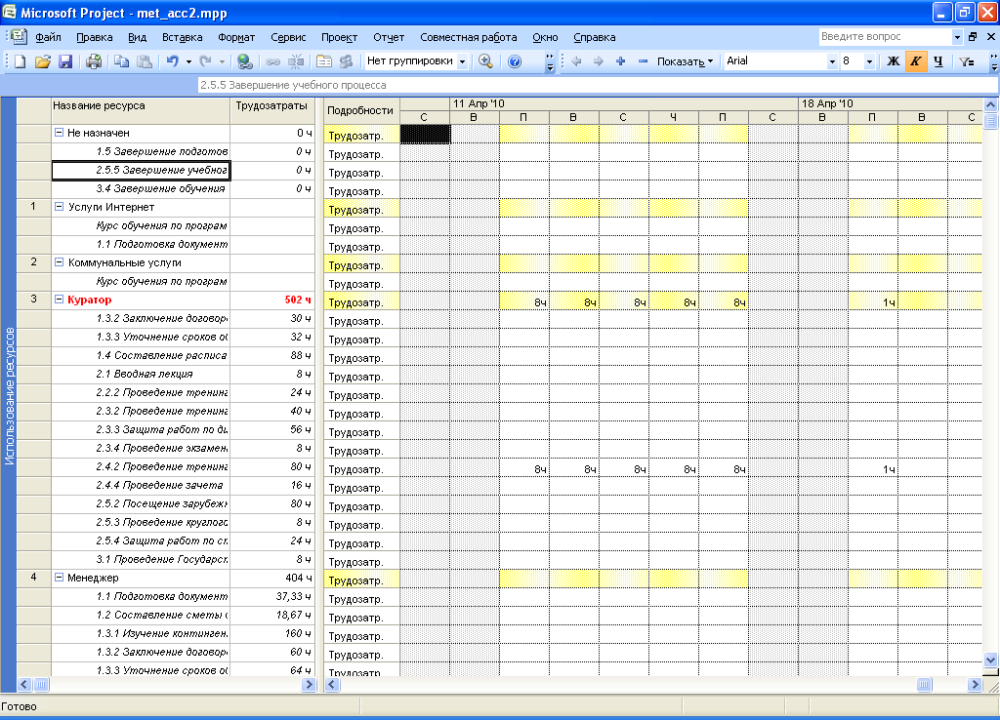 Microsoft Project - met_acc2.mpp
Файл Правка Вид Вставка Формат Сервис Проект Отчет Совместная работа Окно Справка Введите вопрос
Нет группировки Показать Arial 8 Ж К Ч
2.5.5 Завершение учебного процесса
Название ресурса Трудозатраты Подробности 11 Апр '10 18 Апр '10
С В П В С Ч П С В П В С
Не назначен 0 ч Трудозатр.
1.5 Завершение подготов 0 ч Трудозатр.
2.5.5 Завершение учебног 0 ч Трудозатр.
3.4 Завершение обучения 0 ч Трудозатр.
1 Услуги Интернет Трудозатр.
Курс обучения по програм Трудозатр.
1.1 Подготовка документ Трудозатр.
2 Коммунальные услуги Трудозатр.
Курс обучения по програм Трудозатр.
3 Куратор 502 ч Трудозатр. 8ч 8ч 8ч 8ч 8ч 1ч
1.3.2 Заключение договор 30 ч Трудозатр.
1.3.3 Уточнение сроков о 32 ч Трудозатр.
1.4 Составление расписа 88 ч Трудозатр.
2.1 Вводная лекция 8 ч Трудозатр.
2.2.2 Проведение тренинг 24 ч Трудозатр.
2.3.2 Проведение тренинг 40 ч Трудозатр.
2.3.3 Защита работ по ди 56 ч Трудозатр.
2.3.4 Проведение экзамен 8 ч Трудозатр.
2.4.2 Проведение тренинг 80 ч Трудозатр. 8ч 8ч 8ч 8ч 8ч 1ч
2.4.4 Проведение зачета 16 ч Трудозатр.
2.5.2 Посещение зарубежн 80 ч Трудозатр.
2.5.3 Проведение круглог 8 ч Трудозатр.
2.5.4 Защита работ по сп 24 ч Трудозатр.
3.1 Проведение Государст 8 ч Трудозатр.
4 Менеджер 404 ч Трудозатр.
1.1 Подготовка документ 37,33 ч Трудозатр.
1.2 Составление сметы 18,67 ч Трудозатр.
1.3.1 Изучение континген 160 ч Трудозатр.
1.3.2 Заключение договор 60 ч Трудозатр.
1.3.3 Уточнение сроков о 64 ч Трудозатр.
Использование ресурсов
Готово